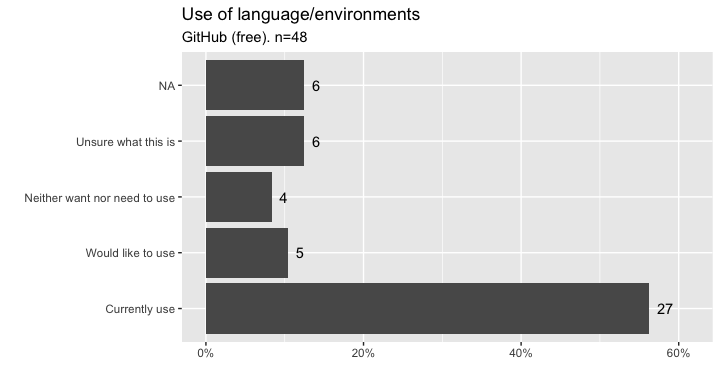 Use of language/environments
GitHub (free). n=48
NA 6
Unsure what this is 6
Neither want nor need to use 4
Would like to use 5
Currently use 27
0% 20% 40% 60%